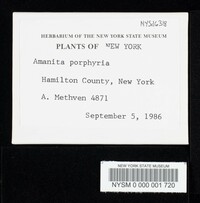 HERBARIUM OF THE NEW YORK STATE MUSEUM
PLANTS OF NEW YORK
Amanita porphyria
Hamilton County, New York
A. Methven 4871
September 5, 1986
NEW YORK STATE MUSEUM
NYSM 0 000 001 720